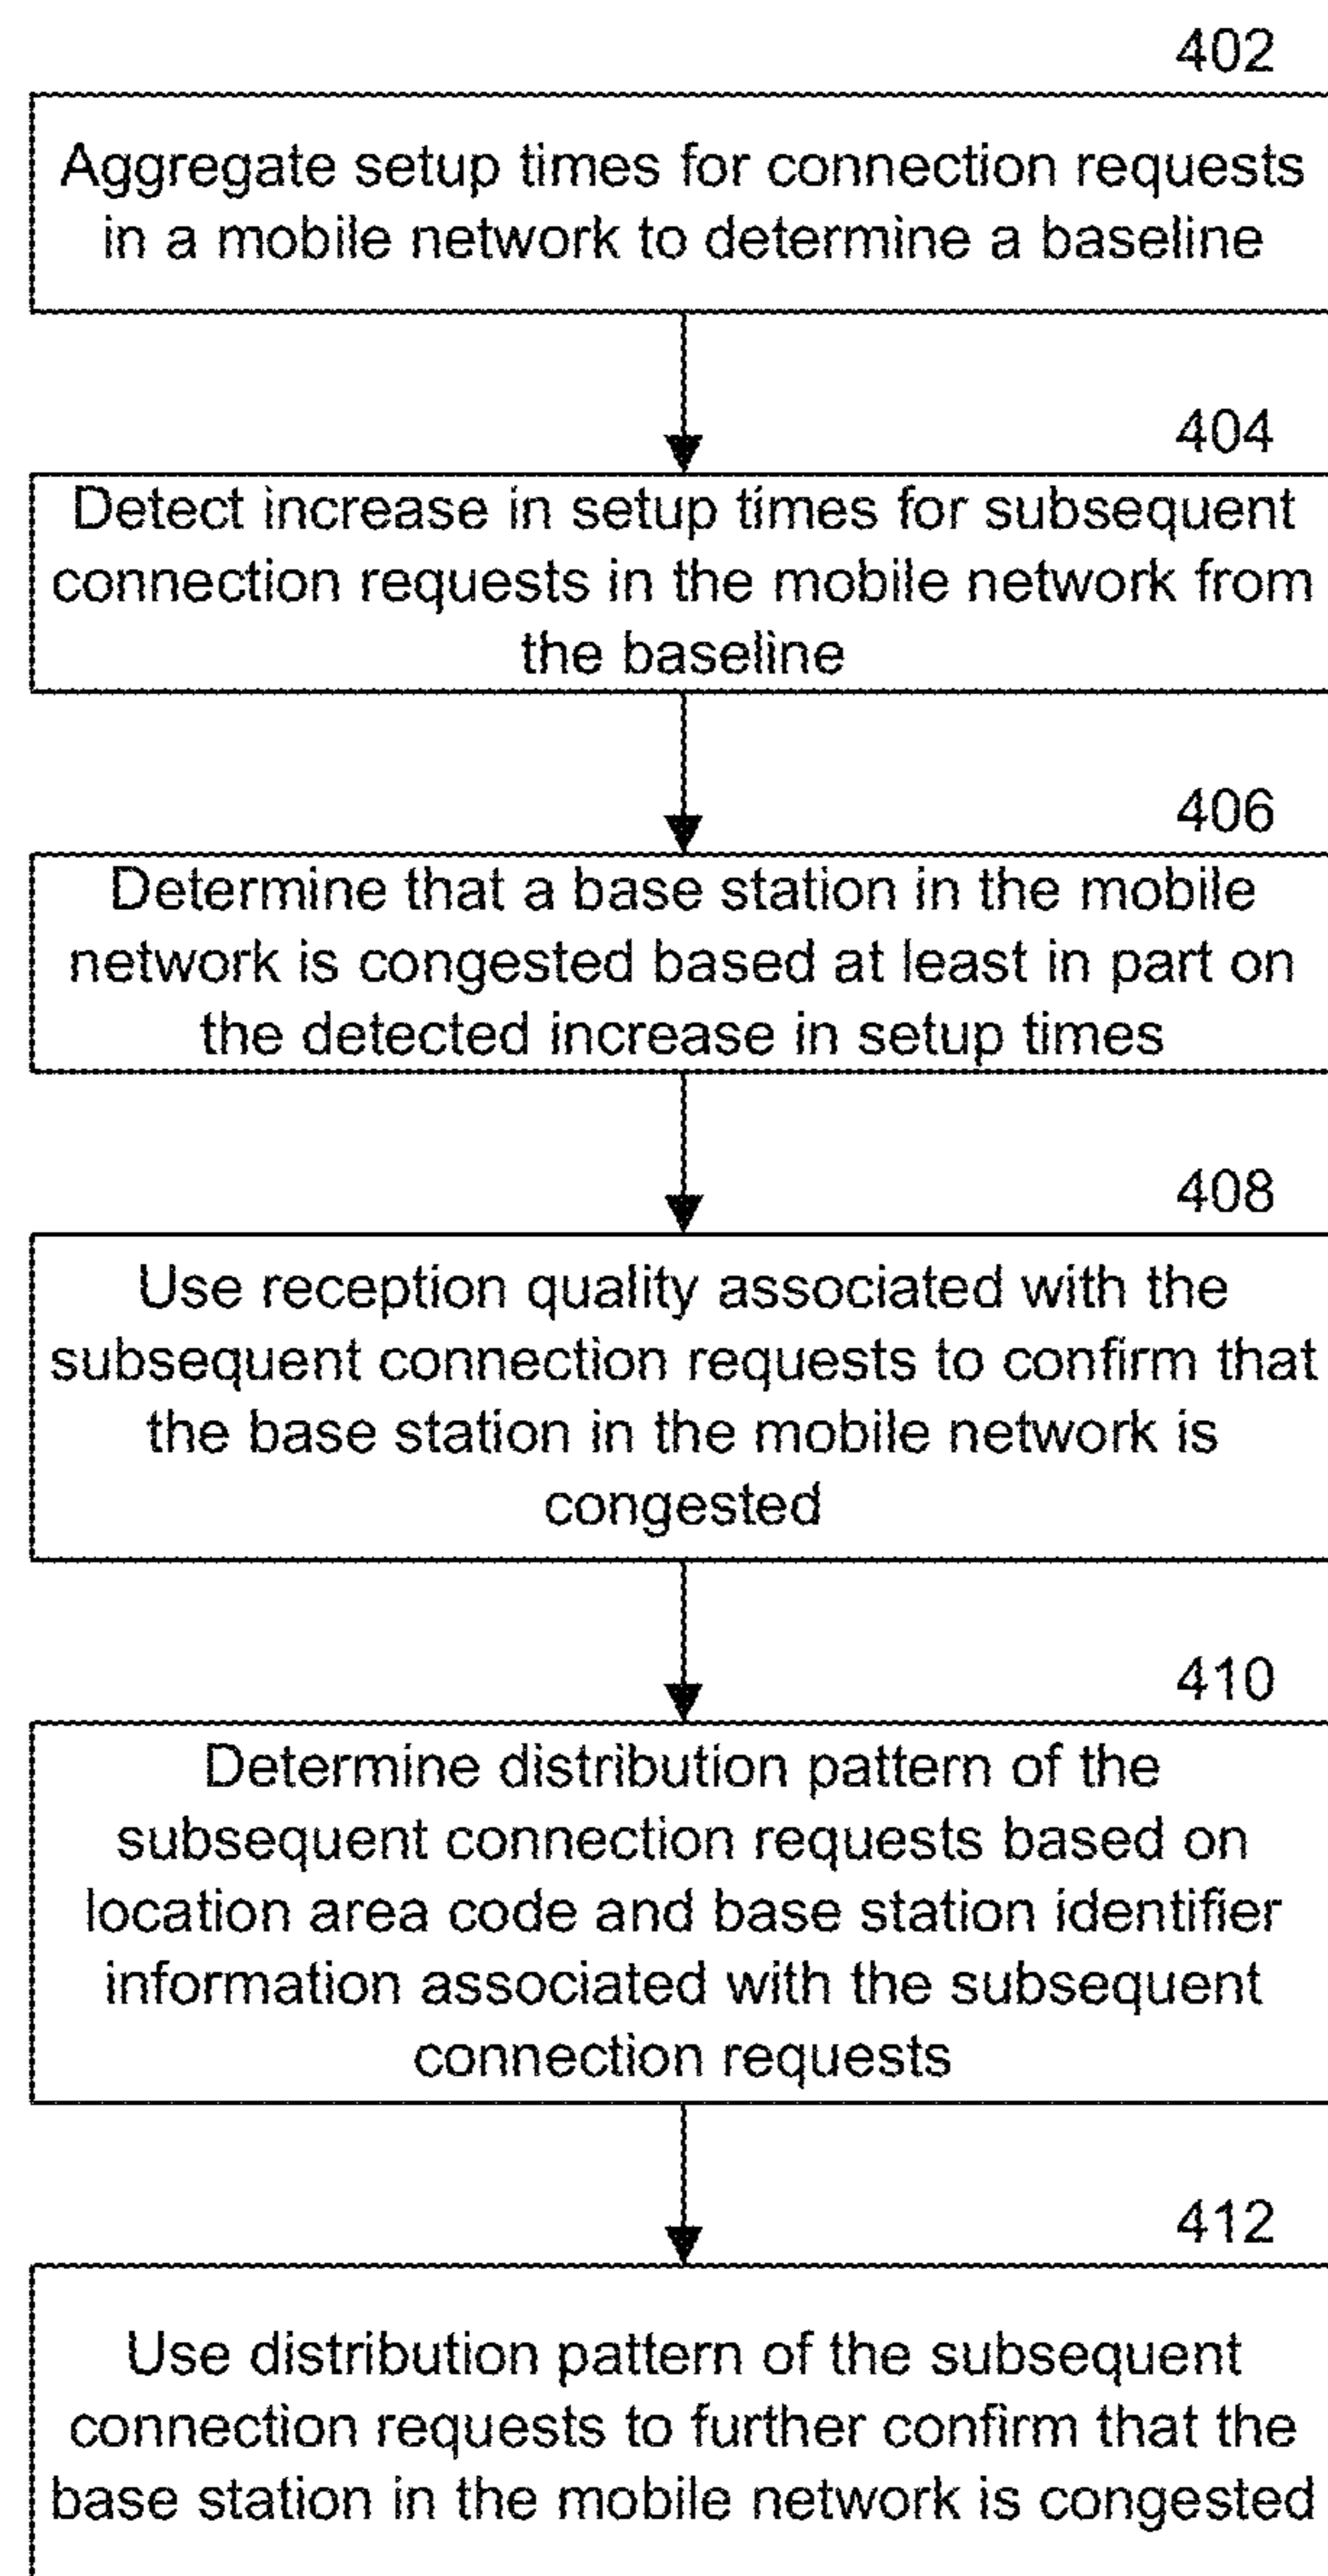 402
Aggregate setup times for connection requests
in a mobile network to determine a baseline
404
Detect increase in setup times for subsequent
connection requests in the mobile network from
the baseline
406
Determine that a base station in the mobile
network is congested based at least in part on
the detected increase in setup times
408
Use reception quality associated with the
subsequent connection requests to confirm that
the base station in the mobile network is
congested
410
Determine distribution pattern of the
subsequent connection requests based on
location area code and base station identifier
information associated with the subsequent
connection requests
412
Use distribution pattern of the subsequent
connection requests to further confirm that the
base station in the mobile network is congested